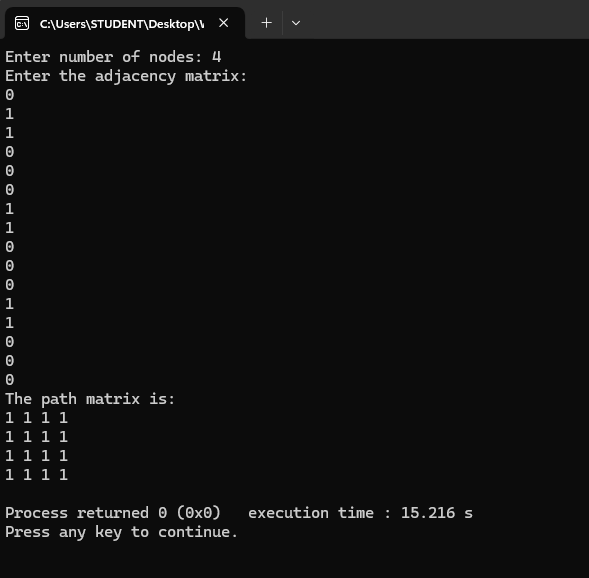 C:\Users\STUDENT\Desktop\
Enter number of nodes: 4
Enter the adjacency matrix:
0
1
1
0
0
0
1
1
0
0
0
1
1
0
0
0
The path matrix is:
1 1 1 1
1 1 1 1
1 1 1 1
1 1 1 1
Process returned 0 (0x0)   execution time : 15.216 s
Press any key to continue.